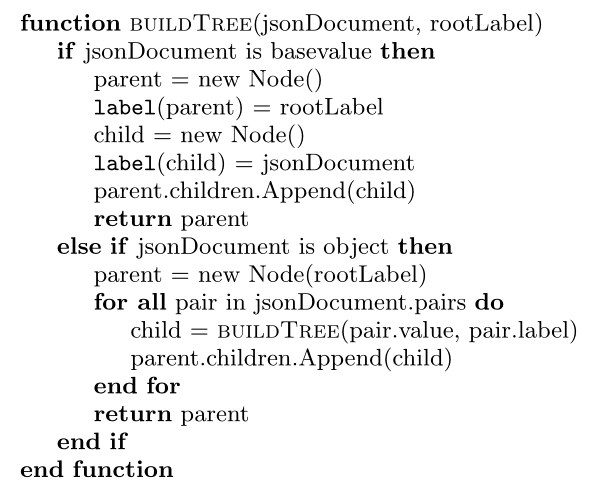 function BUILDTREE(jsonDocument, rootLabel)
if jsonDocument is basevalue then
parent = new Node()
label(parent) = rootLabel
child = new Node()
label(child) = jsonDocument
parent.children.Append(child)
return parent
else if jsonDocument is object then
parent = new Node(rootLabel)
for all pair in jsonDocument.pairs do
child = BUILDTREE(pair.value, pair.label)
parent.children.Append(child)
end for
return parent
end if
end function